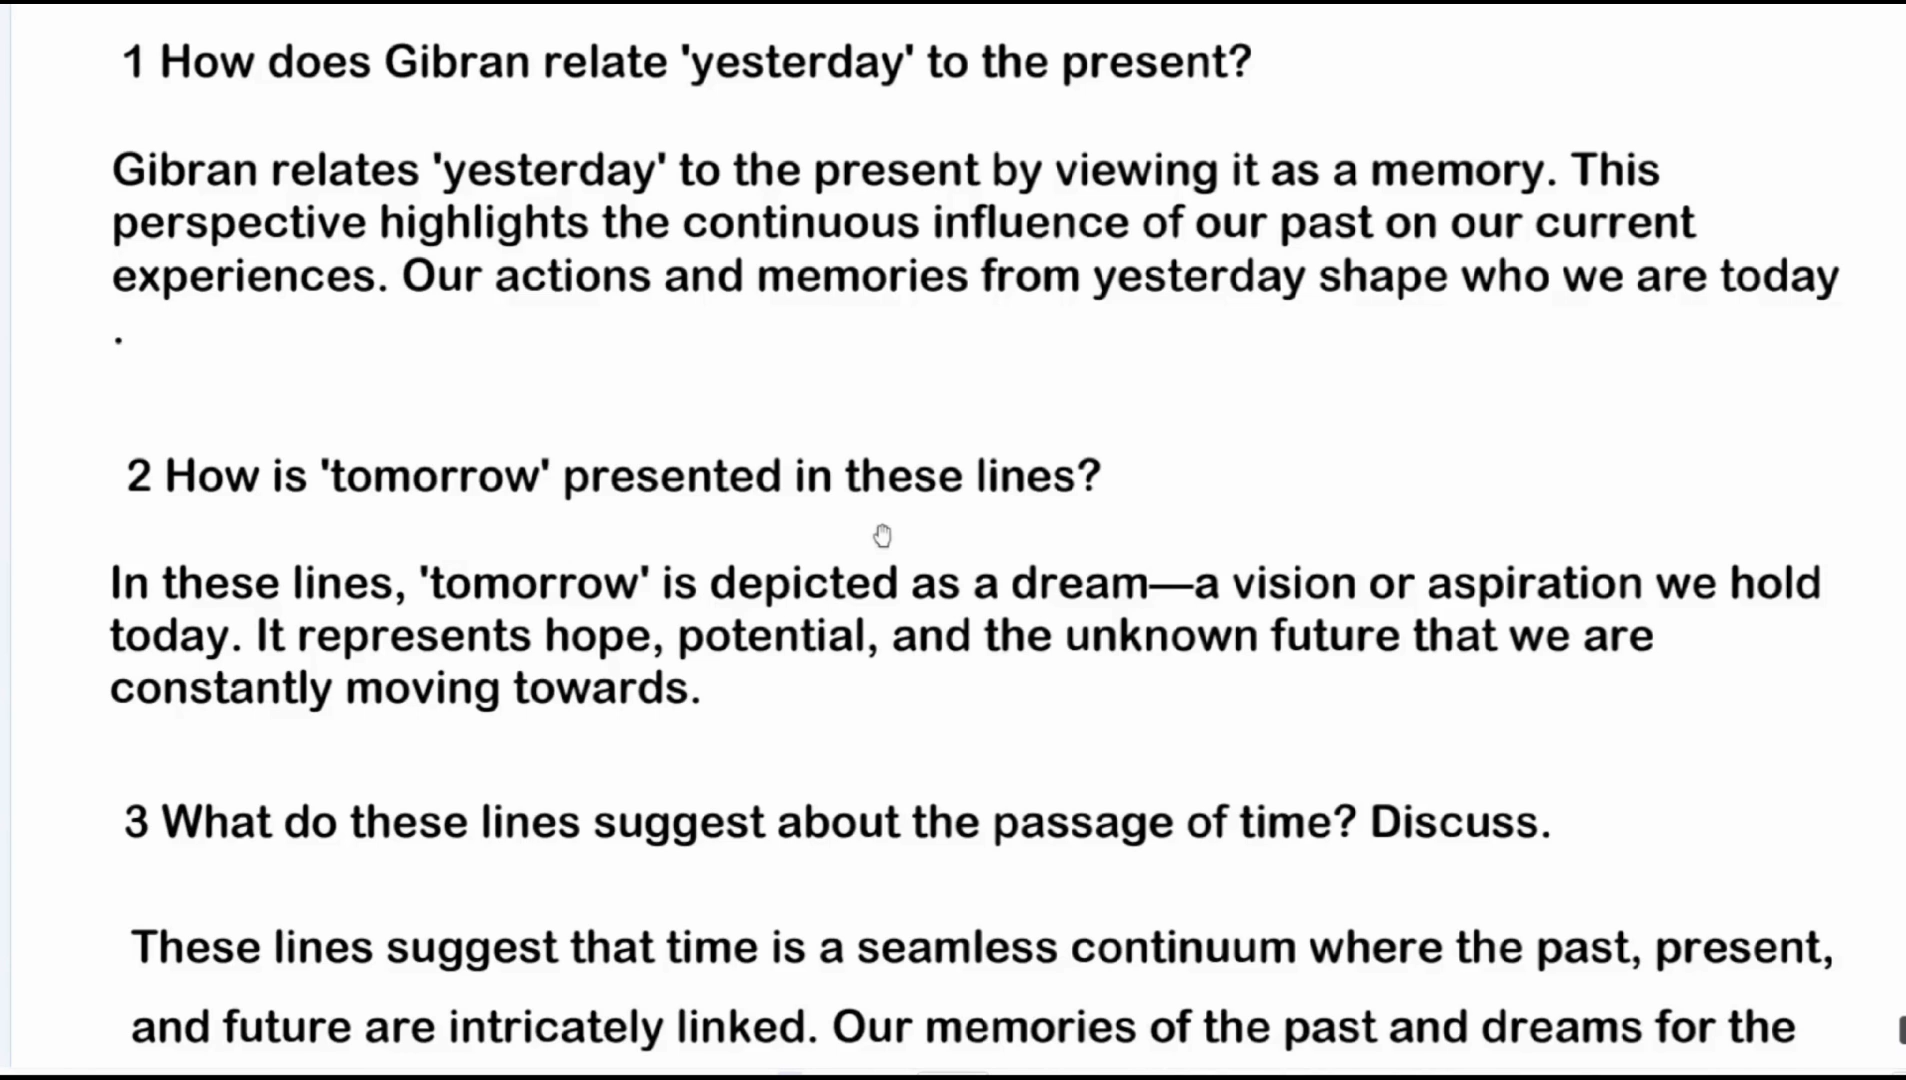 1 How does Gibran relate 'yesterday' to the present?
Gibran relates 'yesterday' to the present by viewing it as a memory. This
perspective highlights the continuous influence of our past on our current
experiences. Our actions and memories from yesterday shape who we are today
.
2 How is 'tomorrow' presented in these lines?
In these lines, 'tomorrow' is depicted as a dream—a vision or aspiration we hold
today. It represents hope, potential, and the unknown future that we are
constantly moving towards.
3 What do these lines suggest about the passage of time? Discuss.
These lines suggest that time is a seamless continuum where the past, present,
and future are intricately linked. Our memories of the past and dreams for the